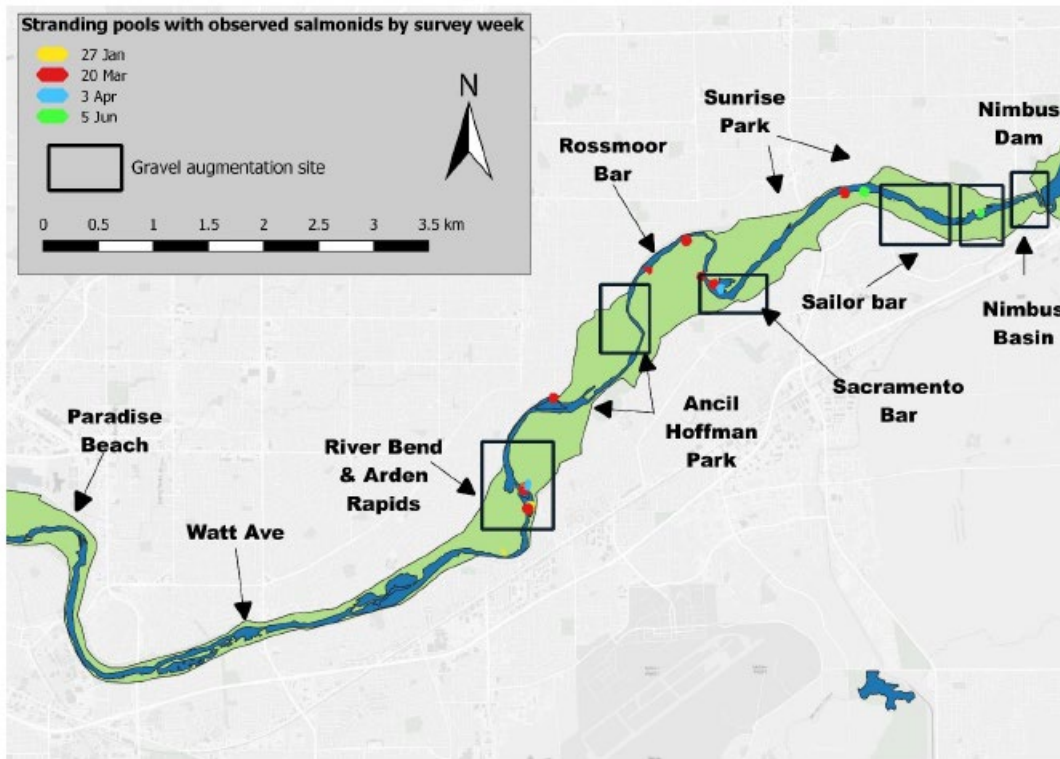 Stranding pools with observed salmonids by survey week
27 Jan
20 Mar
3 Apr
5 Jun
Gravel augmentation site
0 0.5 1 1.5 2 2.5 3 3.5 km
N
Sunrise
Park
Nimbus
Dam
Rossmoor
Bar
Sailor bar
Nimbus
Basin
Sacramento
Bar
Ancil
Hoffman
Park
River Bend
& Arden
Rapids
Paradise
Beach
Watt Ave